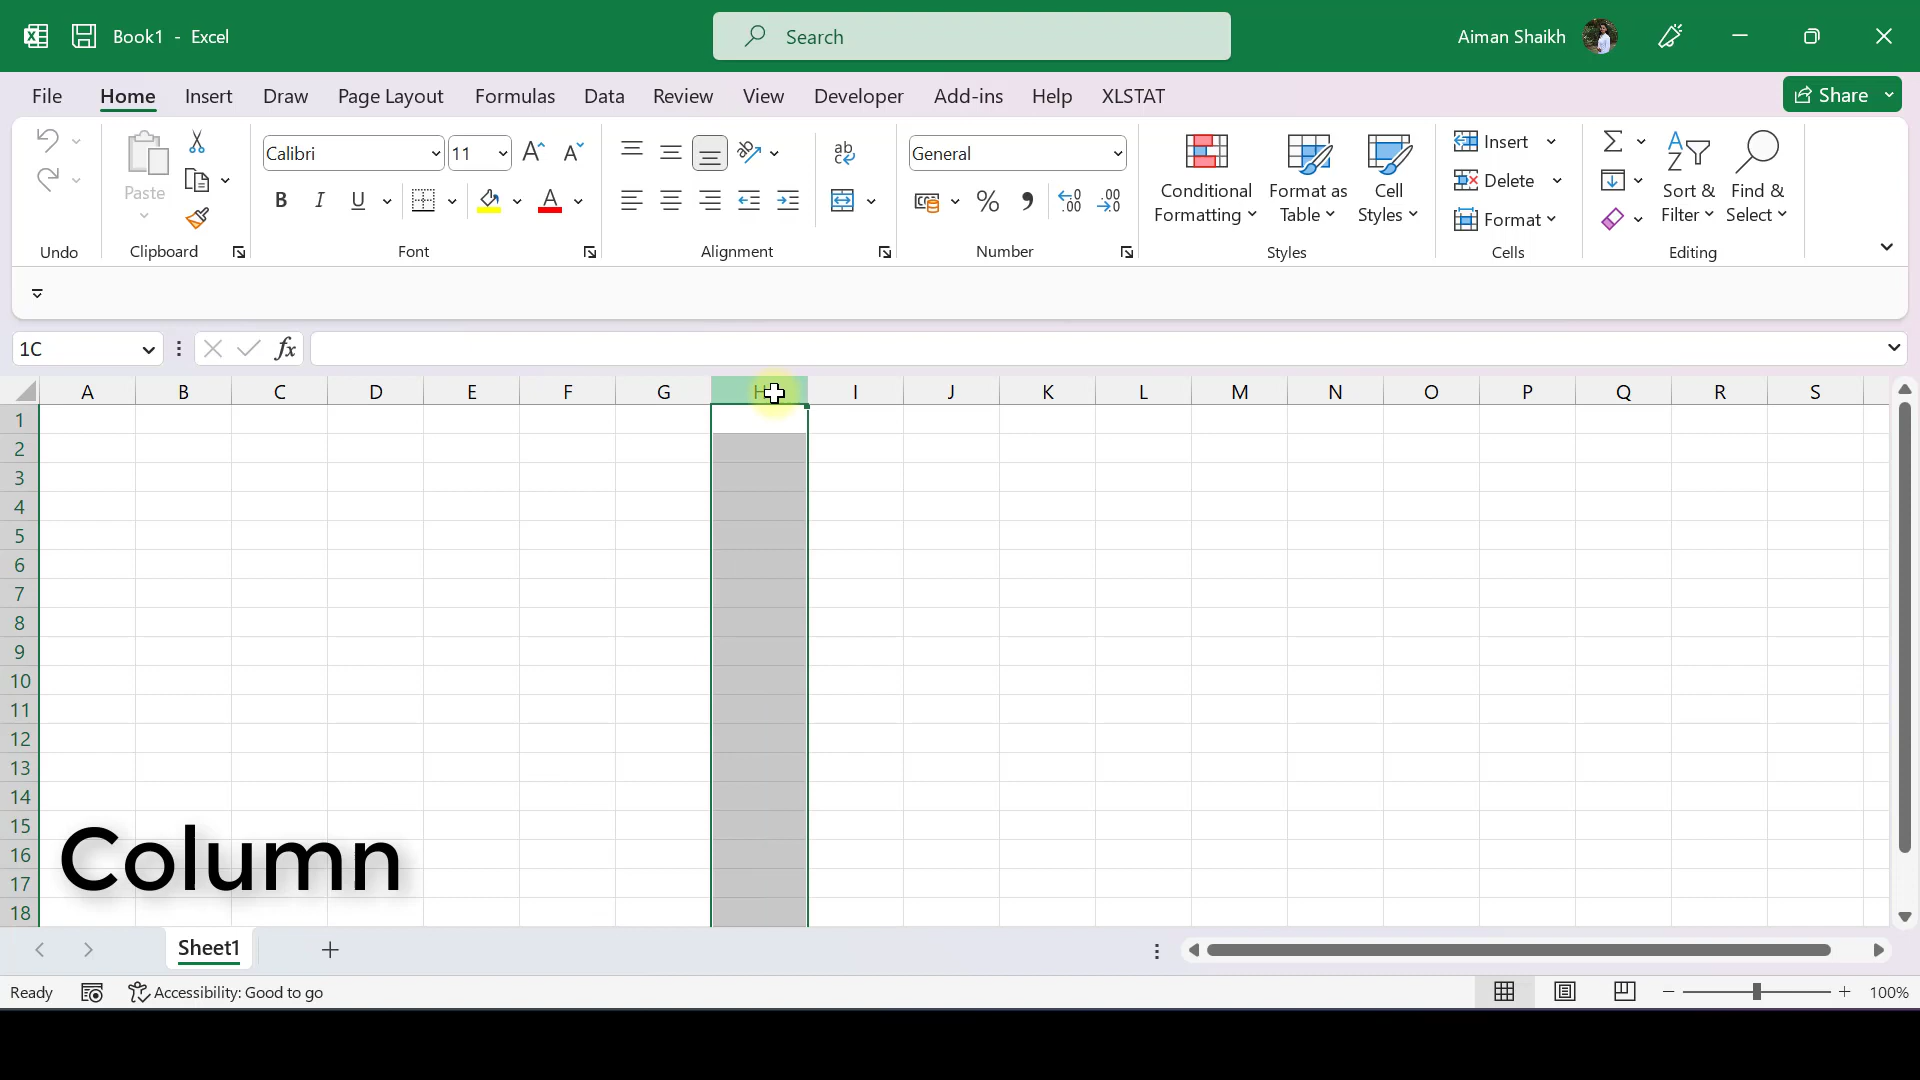 Book1 - Excel
Search
Aiman Shaikh
File Home Insert Draw Page Layout Formulas Data Review View Developer Add-ins Help XLSTAT
Share
Paste
Calibri 11
B I U A
ab
General
% , .00
Conditional Formatting
Format as Table
Cell Styles
Insert
Delete
Format
Sort & Filter
Find & Select
Undo Clipboard Font Alignment Number Styles Cells Editing
1C
fx
A B C D E F G H I J K L M N O P Q R S
1
2
3
4
5
6
7
8
9
10
11
12
13
14
15
16
17
18
Column
Sheet1
Ready Accessibility: Good to go 100%